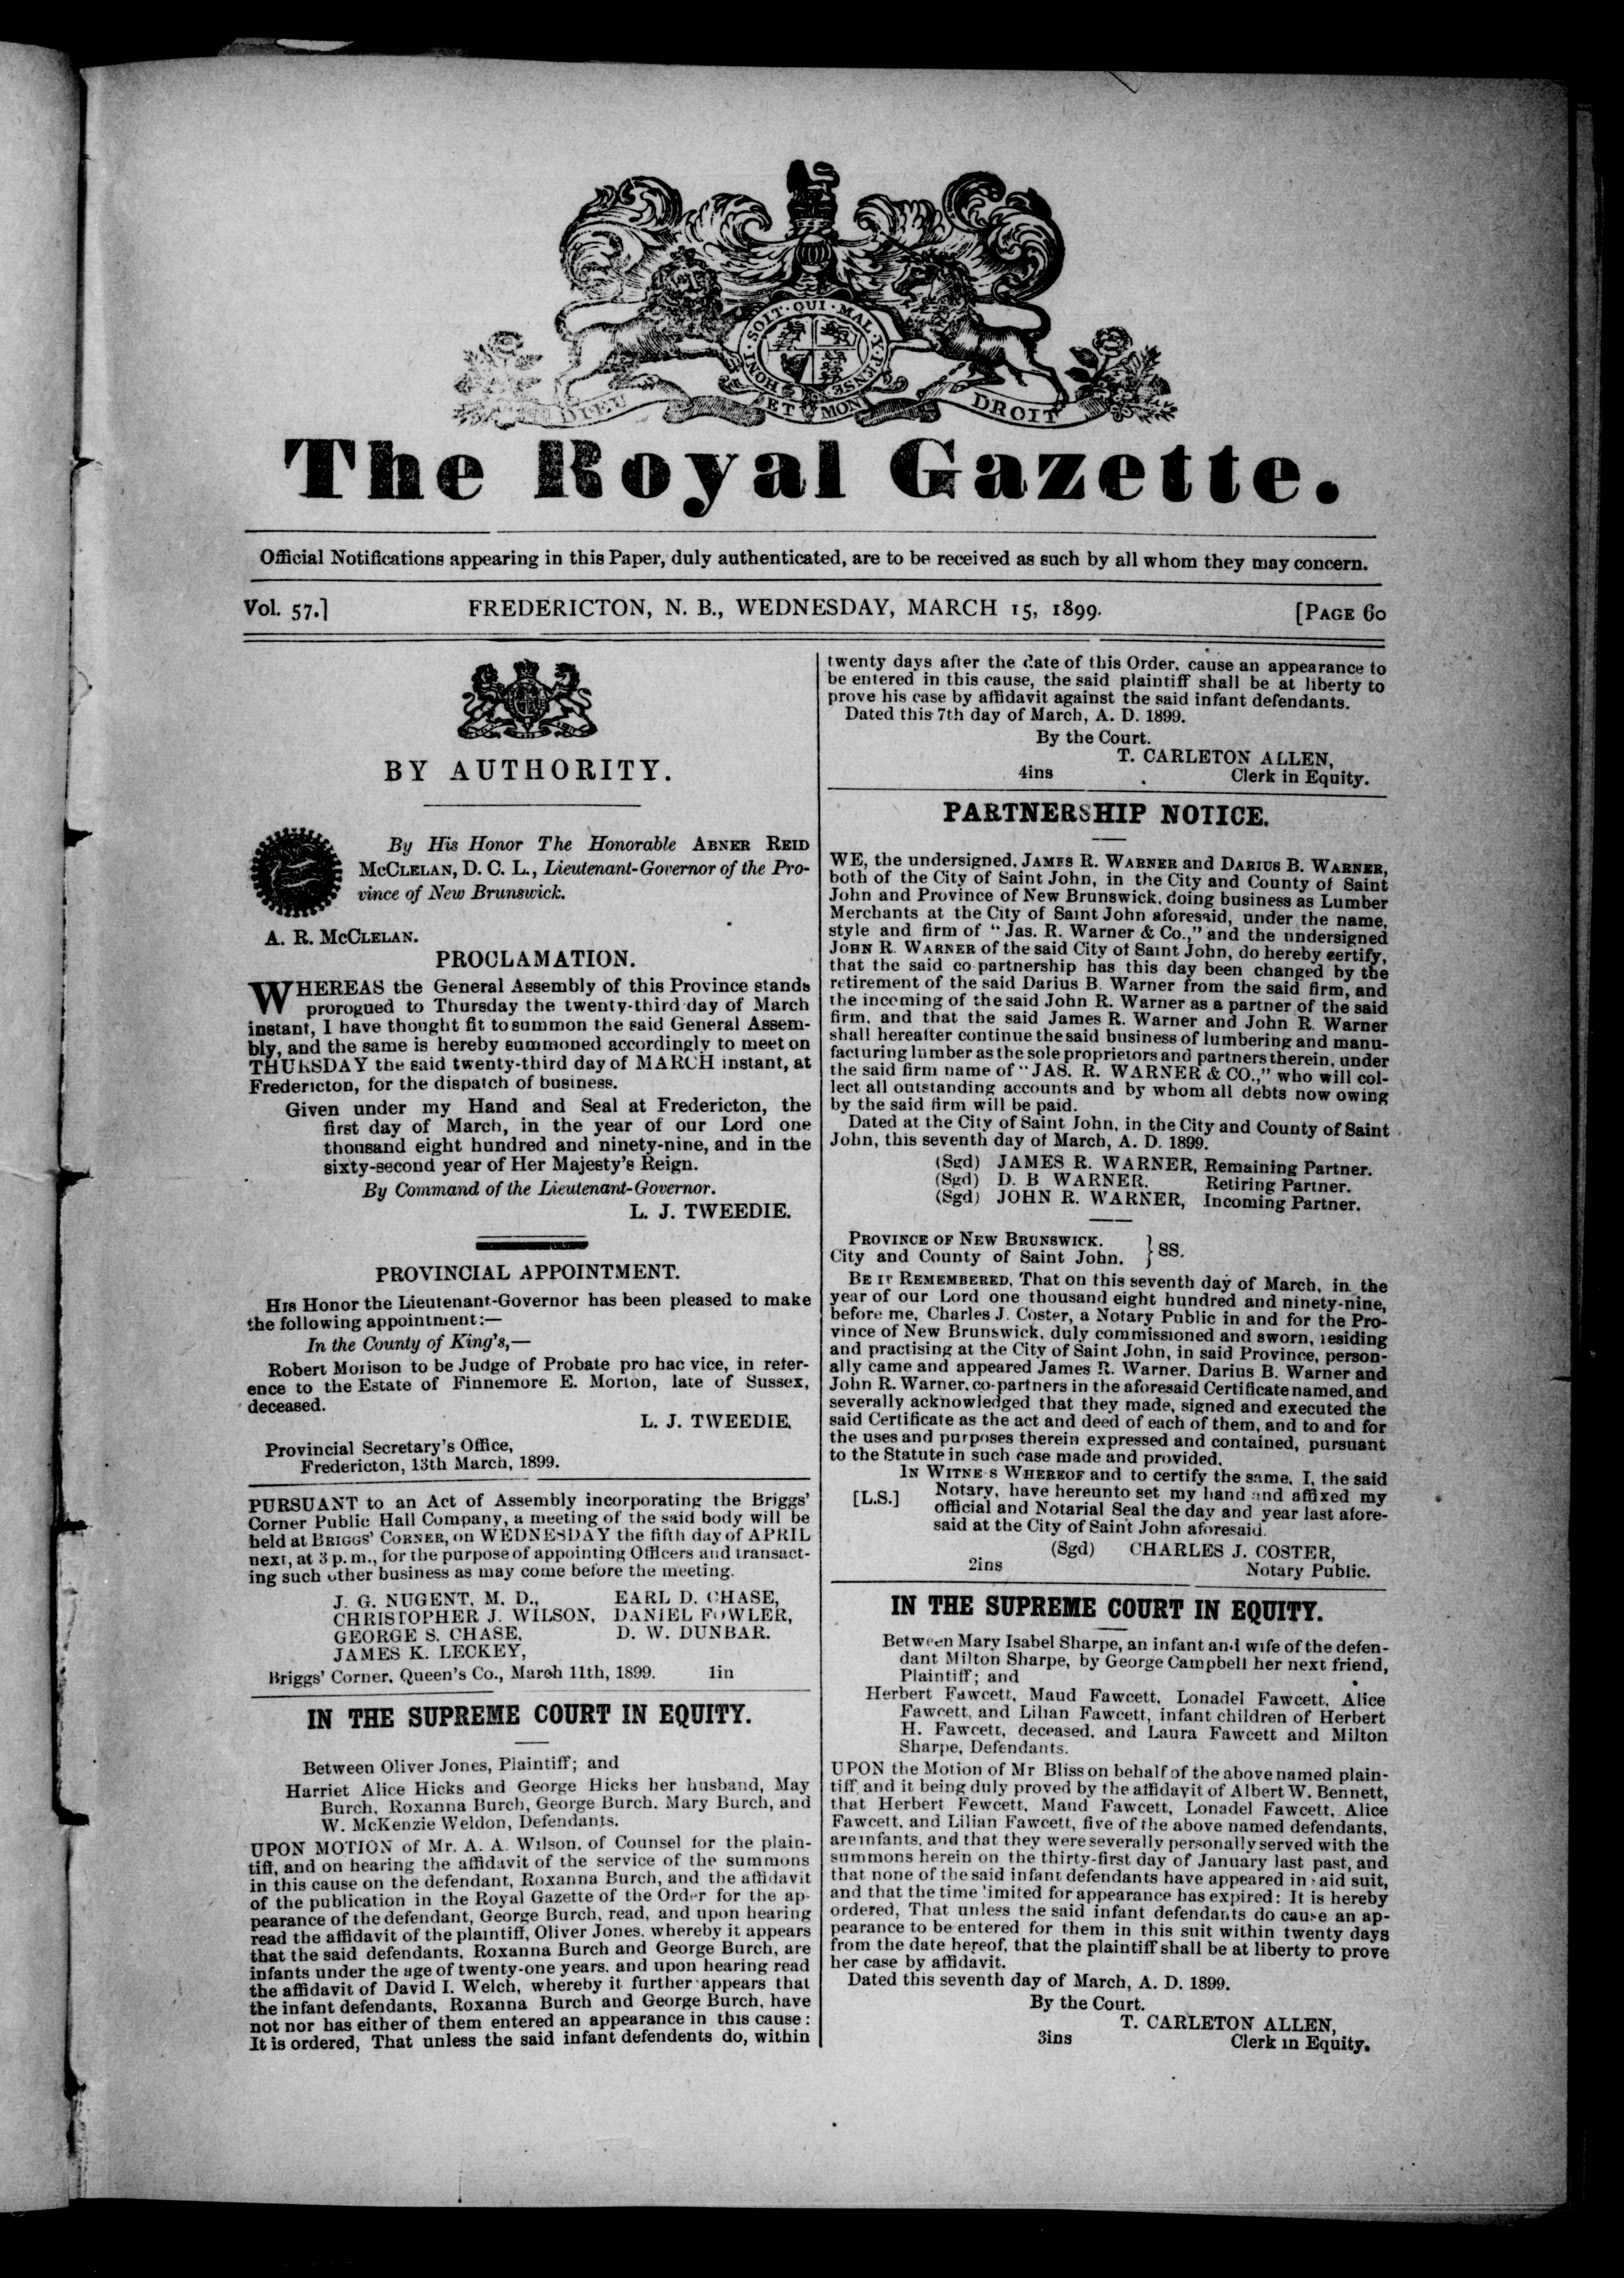 HONI · SOIT · QUI · MAL · Y · PENSE
DIEU ET MON DROIT
The Royal Gazette.
Official Notifications appearing in this Paper, duly authenticated, are to be received as such by all whom they may concern.
Vol. 57.] FREDERICTON, N. B., WEDNESDAY, MARCH 15, 1899. [PAGE 60
BY AUTHORITY.
By His Honor The Honorable ABNER REID
MCCLELAN, D. C. L., Lieutenant-Governor of the Pro-
vince of New Brunswick.
A. R. MCCLELAN.
PROCLAMATION.
WHEREAS the General Assembly of this Province stands
prorogued to Thursday the twenty-third day of March
instant, I have thought fit to summon the said General Assem-
bly, and the same is hereby summoned accordingly to meet on
THURSDAY the said twenty-third day of MARCH instant, at
Fredericton, for the dispatch of business.
Given under my Hand and Seal at Fredericton, the
first day of March, in the year of our Lord one
thousand eight hundred and ninety-nine, and in the
sixty-second year of Her Majesty's Reign.
By Command of the Lieutenant-Governor.
L. J. TWEEDIE.
PROVINCIAL APPOINTMENT.
HIS Honor the Lieutenant-Governor has been pleased to make
the following appointment:—
In the County of King's,—
Robert Morison to be Judge of Probate pro hac vice, in refer-
ence to the Estate of Finnemore E. Morton, late of Sussex,
deceased.
L. J. TWEEDIE.
Provincial Secretary's Office,
Fredericton, 13th March, 1899.
PURSUANT to an Act of Assembly incorporating the Briggs'
Corner Public Hall Company, a meeting of the said body will be
held at BRIGGS' CORNER, on WEDNESDAY the fifth day of APRIL
next, at 3 p. m., for the purpose of appointing Officers and transact-
ing such other business as may come before the meeting.
J. G. NUGENT, M. D., EARL D. CHASE,
CHRISTOPHER J. WILSON, DANIEL FOWLER,
GEORGE S. CHASE, D. W. DUNBAR.
JAMES K. LECKEY,
Briggs' Corner, Queen's Co., March 11th, 1899. 1in
IN THE SUPREME COURT IN EQUITY.
Between Oliver Jones, Plaintiff; and
Harriet Alice Hicks and George Hicks her husband, May
Burch, Roxanna Burch, George Burch, Mary Burch, and
W. McKenzie Weldon, Defendants.
UPON MOTION of Mr. A. A. Wilson, of Counsel for the plain-
tiff, and on hearing the affidavit of the service of the summons
in this cause on the defendant, Roxanna Burch, and the affidavit
of the publication in the Royal Gazette of the Order for the ap-
pearance of the defendant, George Burch, read, and upon hearing
read the affidavit of the plaintiff, Oliver Jones, whereby it appears
that the said defendants, Roxanna Burch and George Burch, are
infants under the age of twenty-one years, and upon hearing read
the affidavit of David I. Welch, whereby it further appears that
the infant defendants, Roxanna Burch and George Burch, have
not nor has either of them entered an appearance in this cause:
It is ordered, That unless the said infant defendents do, within
twenty days after the date of this Order, cause an appearance to
be entered in this cause, the said plaintiff shall be at liberty to
prove his case by affidavit against the said infant defendants.
Dated this 7th day of March, A. D. 1899.
By the Court.
T. CARLETON ALLEN,
4ins Clerk in Equity.
PARTNERSHIP NOTICE.
WE, the undersigned, JAMES R. WARNER and DARIUS B. WARNER,
both of the City of Saint John, in the City and County of Saint
John and Province of New Brunswick, doing business as Lumber
Merchants at the City of Saint John aforesaid, under the name,
style and firm of "Jas. R. Warner & Co.," and the undersigned
JOHN R. WARNER of the said City of Saint John, do hereby certify,
that the said co-partnership has this day been changed by the
retirement of the said Darius B. Warner from the said firm, and
the incoming of the said John R. Warner as a partner of the said
firm, and that the said James R. Warner and John R. Warner
shall hereafter continue the said business of lumbering and manu-
facturing lumber as the sole proprietors and partners therein, under
the said firm name of "JAS. R. WARNER & CO.," who will col-
lect all outstanding accounts and by whom all debts now owing
by the said firm will be paid.
Dated at the City of Saint John, in the City and County of Saint
John, this seventh day of March, A. D. 1899.
(Sgd) JAMES R. WARNER, Remaining Partner.
(Sgd) D. B WARNER. Retiring Partner.
(Sgd) JOHN R. WARNER, Incoming Partner.
PROVINCE OF NEW BRUNSWICK.
City and County of Saint John. } SS.
BE IT REMEMBERED, That on this seventh day of March, in the
year of our Lord one thousand eight hundred and ninety-nine,
before me, Charles J. Coster, a Notary Public in and for the Pro-
vince of New Brunswick, duly commissioned and sworn, residing
and practising at the City of Saint John, in said Province, person-
ally came and appeared James R. Warner, Darius B. Warner and
John R. Warner, co-partners in the aforesaid Certificate named, and
severally acknowledged that they made, signed and executed the
said Certificate as the act and deed of each of them, and to and for
the uses and purposes therein expressed and contained, pursuant
to the Statute in such case made and provided.
IN WITNE S WHEREOF and to certify the same, I, the said
[L.S.] Notary, have hereunto set my hand and affixed my
official and Notarial Seal the day and year last afore-
said at the City of Saint John aforesaid.
(Sgd) CHARLES J. COSTER,
2ins Notary Public.
IN THE SUPREME COURT IN EQUITY.
Between Mary Isabel Sharpe, an infant and wife of the defen-
dant Milton Sharpe, by George Campbell her next friend,
Plaintiff; and
Herbert Fawcett, Maud Fawcett, Lonadel Fawcett, Alice
Fawcett, and Lilian Fawcett, infant children of Herbert
H. Fawcett, deceased, and Laura Fawcett and Milton
Sharpe, Defendants.
UPON the Motion of Mr Bliss on behalf of the above named plain-
tiff, and it being duly proved by the affidavit of Albert W. Bennett,
that Herbert Fewcett, Maud Fawcett, Lonadel Fawcett, Alice
Fawcett, and Lilian Fawcett, five of the above named defendants,
are infants, and that they were severally personally served with the
summons herein on the thirty-first day of January last past, and
that none of the said infant defendants have appeared in said suit,
and that the time limited for appearance has expired: It is hereby
ordered, That unless the said infant defendants do cause an ap-
pearance to be entered for them in this suit within twenty days
from the date hereof, that the plaintiff shall be at liberty to prove
her case by affidavit.
Dated this seventh day of March, A. D. 1899.
By the Court.
T. CARLETON ALLEN,
3ins Clerk in Equity.